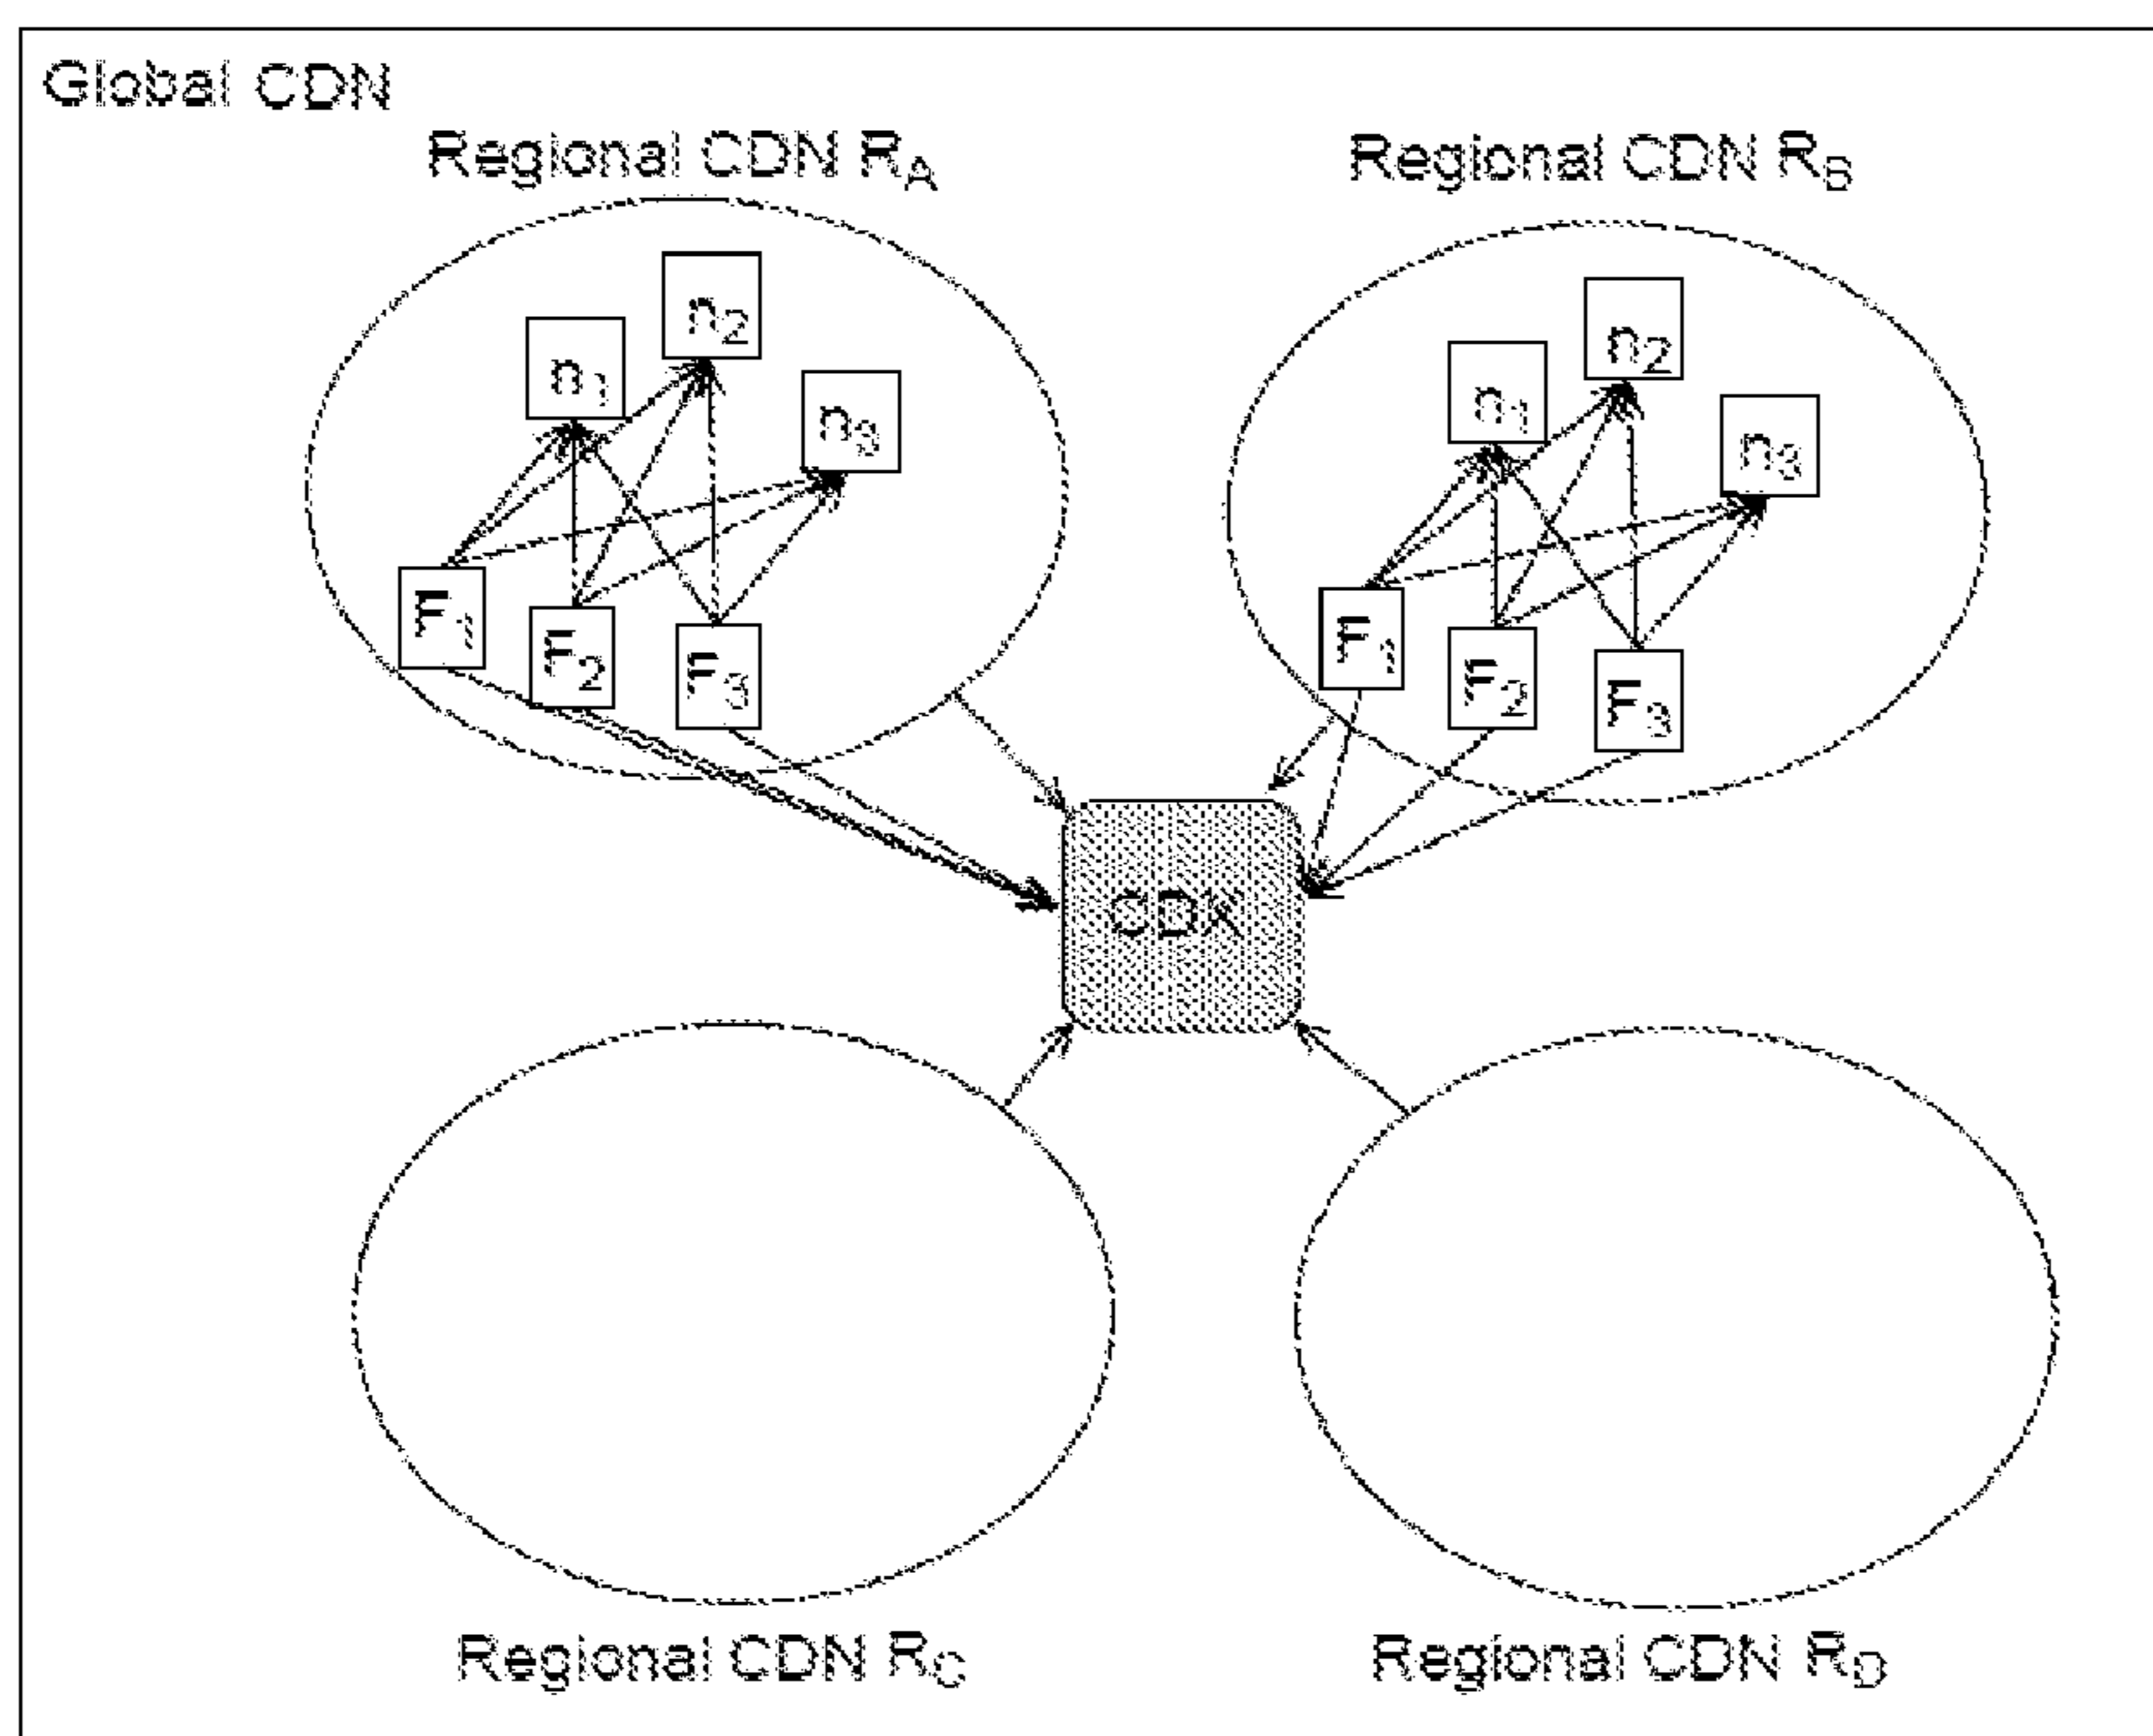 Global CDN
Regional CDN RA
Regional CDN RB
n2
n1
n3
n2
n1
n3
F1
F2
F3
F1
F2
F3
Regional CDN RC
Regional CDN RD